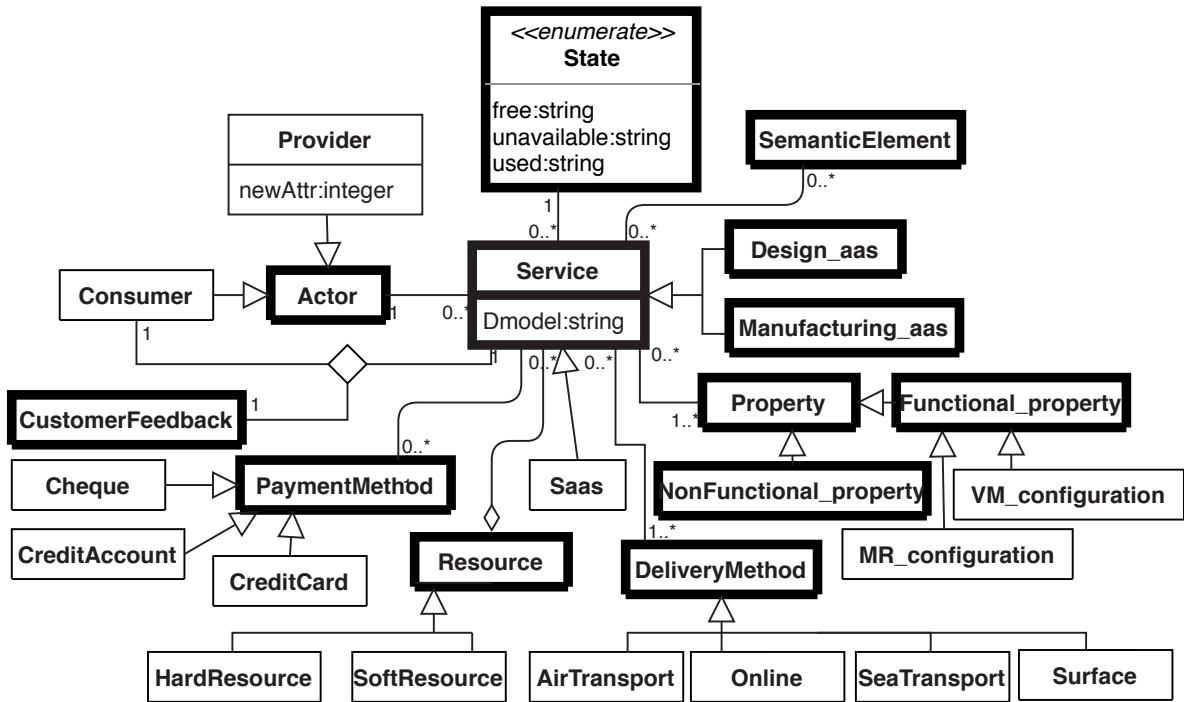 <<enumerate>>
State
free:string
unavailable:string
used:string
Provider
newAttr:integer
SemanticElement
0..*
1
0..*
0..*
Service
Dmodel:string
Design_aas
Manufacturing_aas
Consumer
Actor
1
1
0..*
1
0..*
0..*
0..*
CustomerFeedback
1
Property
1..*
Functional_property
0..*
Cheque
PaymentMethod
Saas
NonFunctional_property
VM_configuration
CreditAccount
CreditCard
Resource
1..*
DeliveryMethod
MR_configuration
HardResource
SoftResource
AirTransport
Online
SeaTransport
Surface